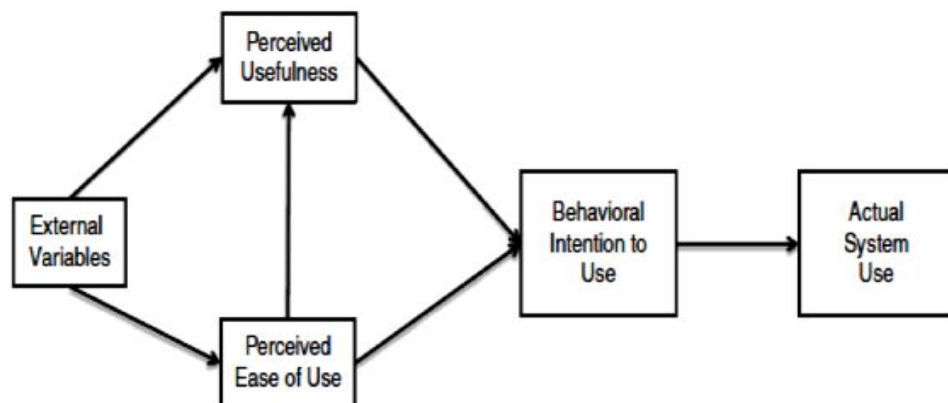 Perceived
Usefulness
External
Variables
Behavioral
Intention to
Use
Actual
System
Use
Perceived
Ease of Use